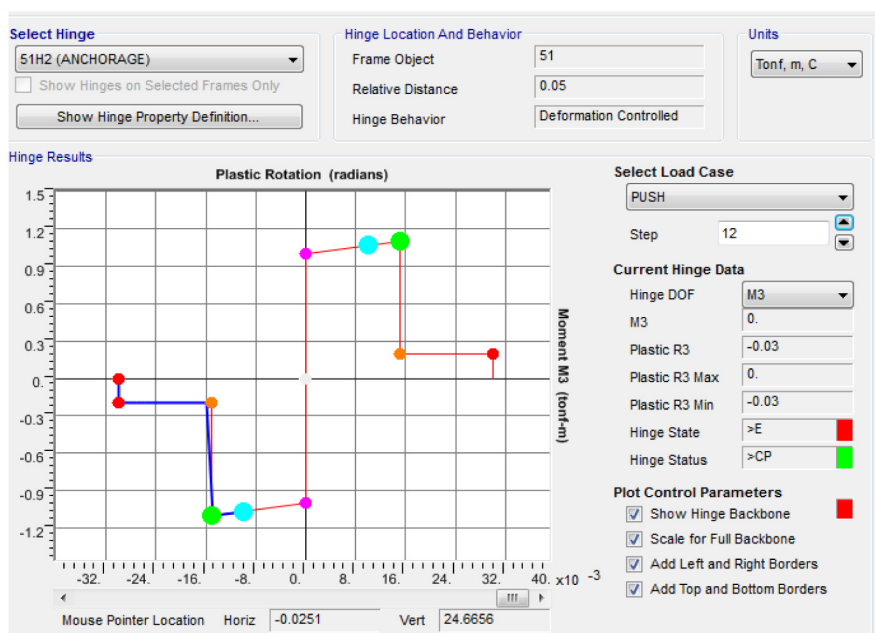 Select Hinge
51H2 (ANCHORAGE)
Show Hinges on Selected Frames Only
Show Hinge Property Definition...
Hinge Location And Behavior
Frame Object 51
Relative Distance 0.05
Hinge Behavior Deformation Controlled
Units
Tonf, m, C
Hinge Results
Plastic Rotation (radians)
1.5
1.2
0.9
0.6
0.3
0.
-0.3
-0.6
-0.9
-1.2
-32. -24. -16. -8. 0. 8. 16. 24. 32. 40. x10 -3
Moment M3 (tonf-m)
Mouse Pointer Location Horiz -0.0251 Vert 24.6656
Select Load Case
PUSH
Step 12
Current Hinge Data
Hinge DOF M3
M3 0.
Plastic R3 -0.03
Plastic R3 Max 0.
Plastic R3 Min -0.03
Hinge State >E
Hinge Status >CP
Plot Control Parameters
Show Hinge Backbone
Scale for Full Backbone
Add Left and Right Borders
Add Top and Bottom Borders